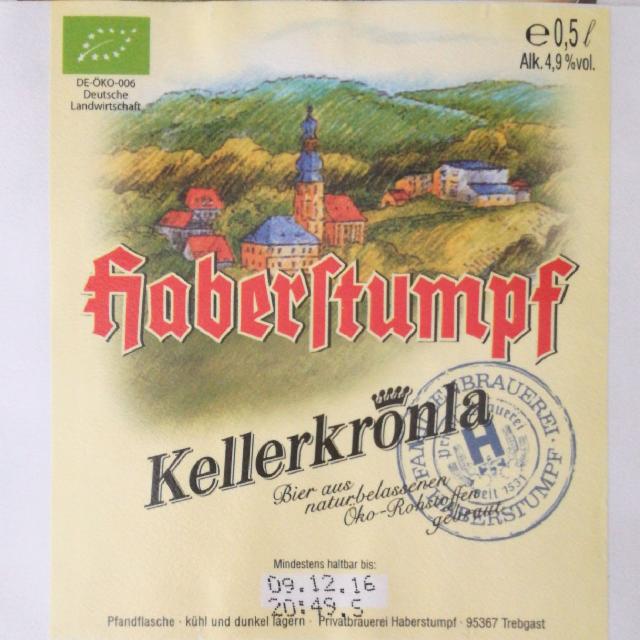 e 0,5 l
Alk. 4,9 %vol.
DE-ÖKO-006
Deutsche
Landwirtschaft
Haberstumpf
Kellerkrönla
Bier aus
naturbelassenen
Öko-Rohstoffen
gebraut
BRAUEREI
H
seit 1531
HABERSTUMPF
Mindestens haltbar bis:
09.12.16
20:49.5
Pfandflasche · kühl und dunkel lagern · Privatbrauerei Haberstumpf · 95367 Trebgast